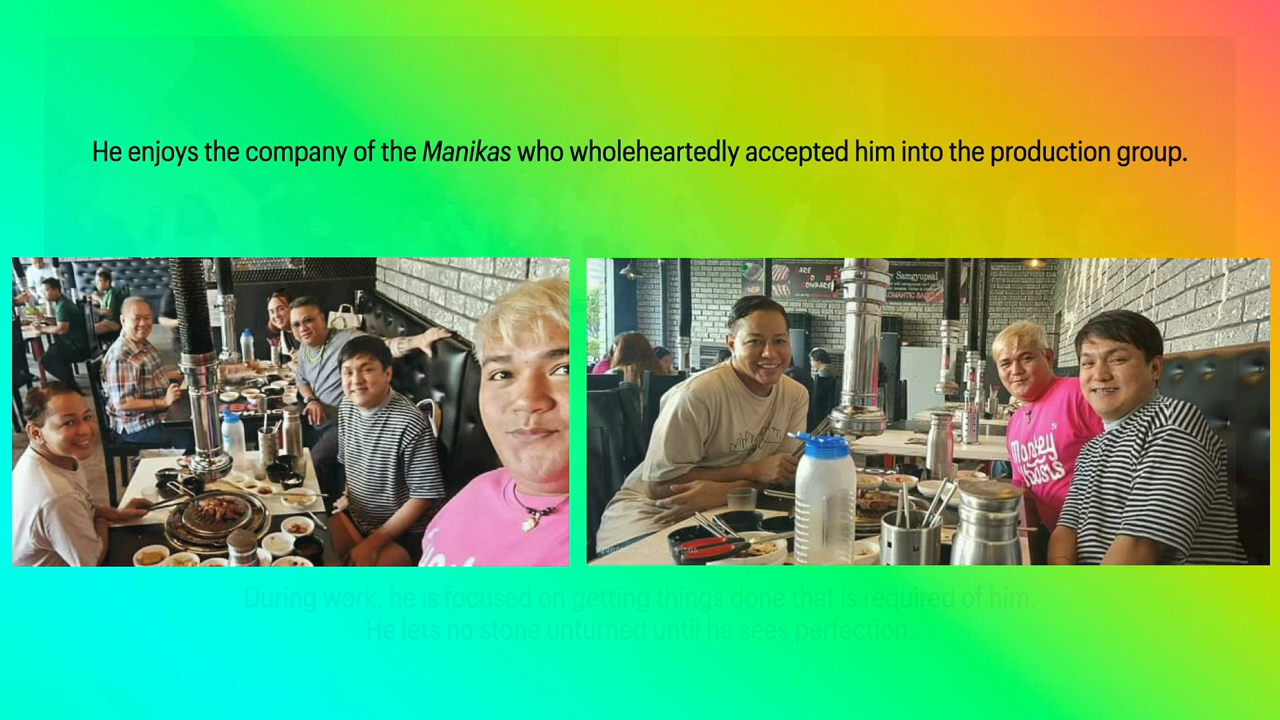 He enjoys the company of the Manikas who wholeheartedly accepted him into the production group.
ARE
Samgyupsal
ROMANTIC BA
During work, he is focused on getting things done that is required of him.
He lets no stone unturned until he sees perfection.